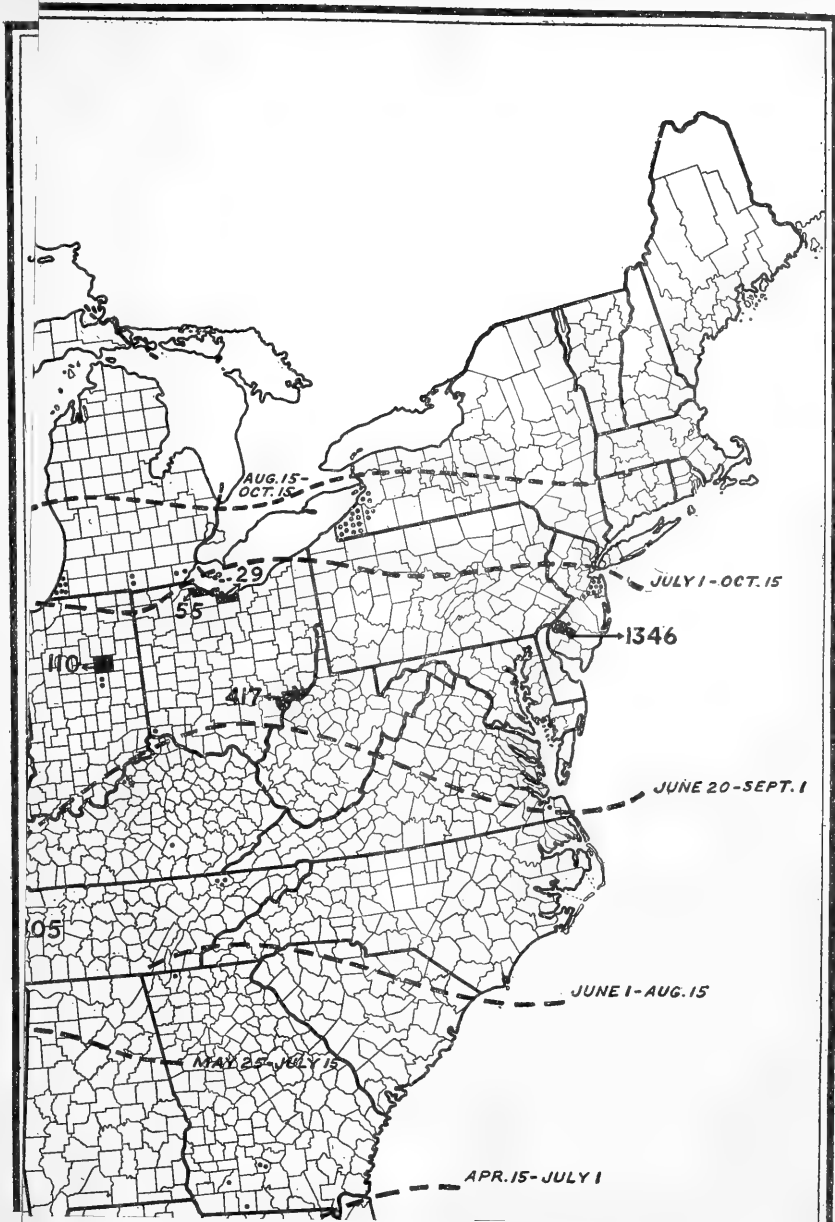 AUG. 15-
OCT. 15
29
JULY 1-OCT. 15
55
1346
110
417
JUNE 20-SEPT. 1
05
JUNE 1-AUG. 15
MAY 25-JULY 15
APR. 15-JULY 1